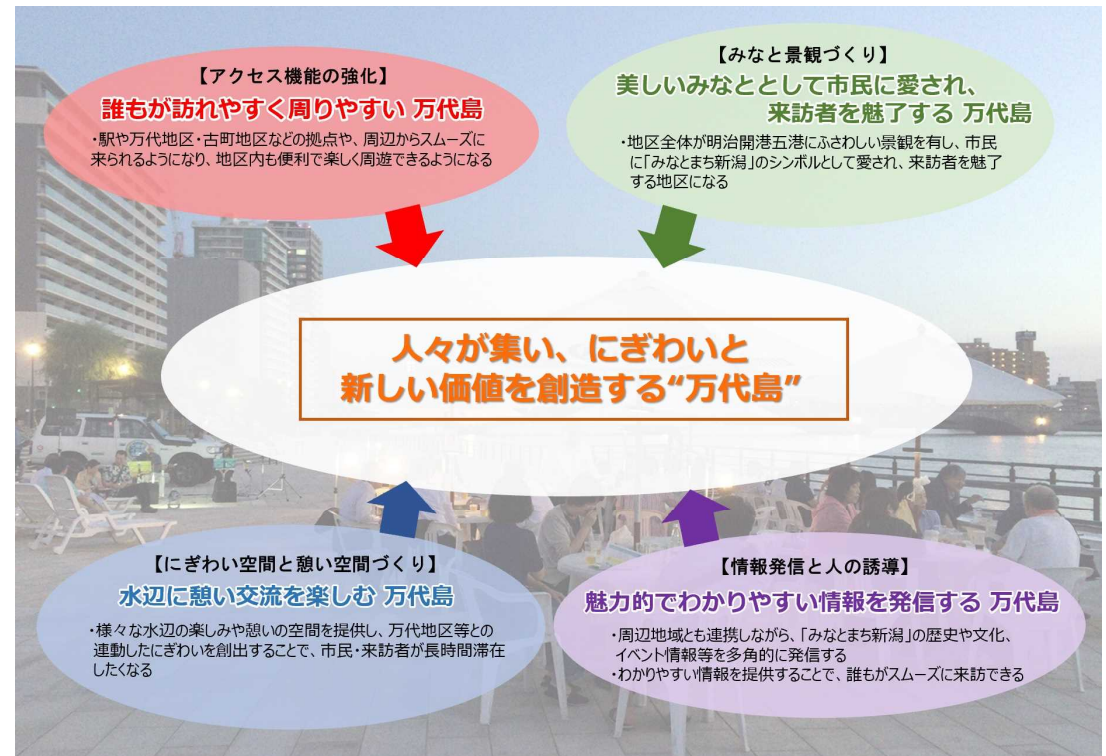 【アクセス機能の強化】
誰もが訪れやすく周りやすい 万代島
・駅や万代地区・古町地区などの拠点や、周辺からスムーズに
来られるようになり、地区内も便利で楽しく周遊できるようになる
【みなと景観づくり】
美しいみなととして市民に愛され、
来訪者を魅了する 万代島
・地区全体が明治開港五港にふさわしい景観を有し、市民
に「みなとまち新潟」のシンボルとして愛され、来訪者を魅了
する地区になる
人々が集い、にぎわいと
新しい価値を創造する“万代島”
【にぎわい空間と憩い空間づくり】
水辺に憩い交流を楽しむ 万代島
・様々な水辺の楽しみや憩いの空間を提供し、万代地区等との
連動したにぎわいを創出することで、市民・来訪者が長時間滞在
したくなる
【情報発信と人の誘導】
魅力的でわかりやすい情報を発信する 万代島
・周辺地域とも連携しながら、「みなとまち新潟」の歴史や文化、
イベント情報等を多角的に発信する
・わかりやすい情報を提供することで、誰もがスムーズに来訪できる